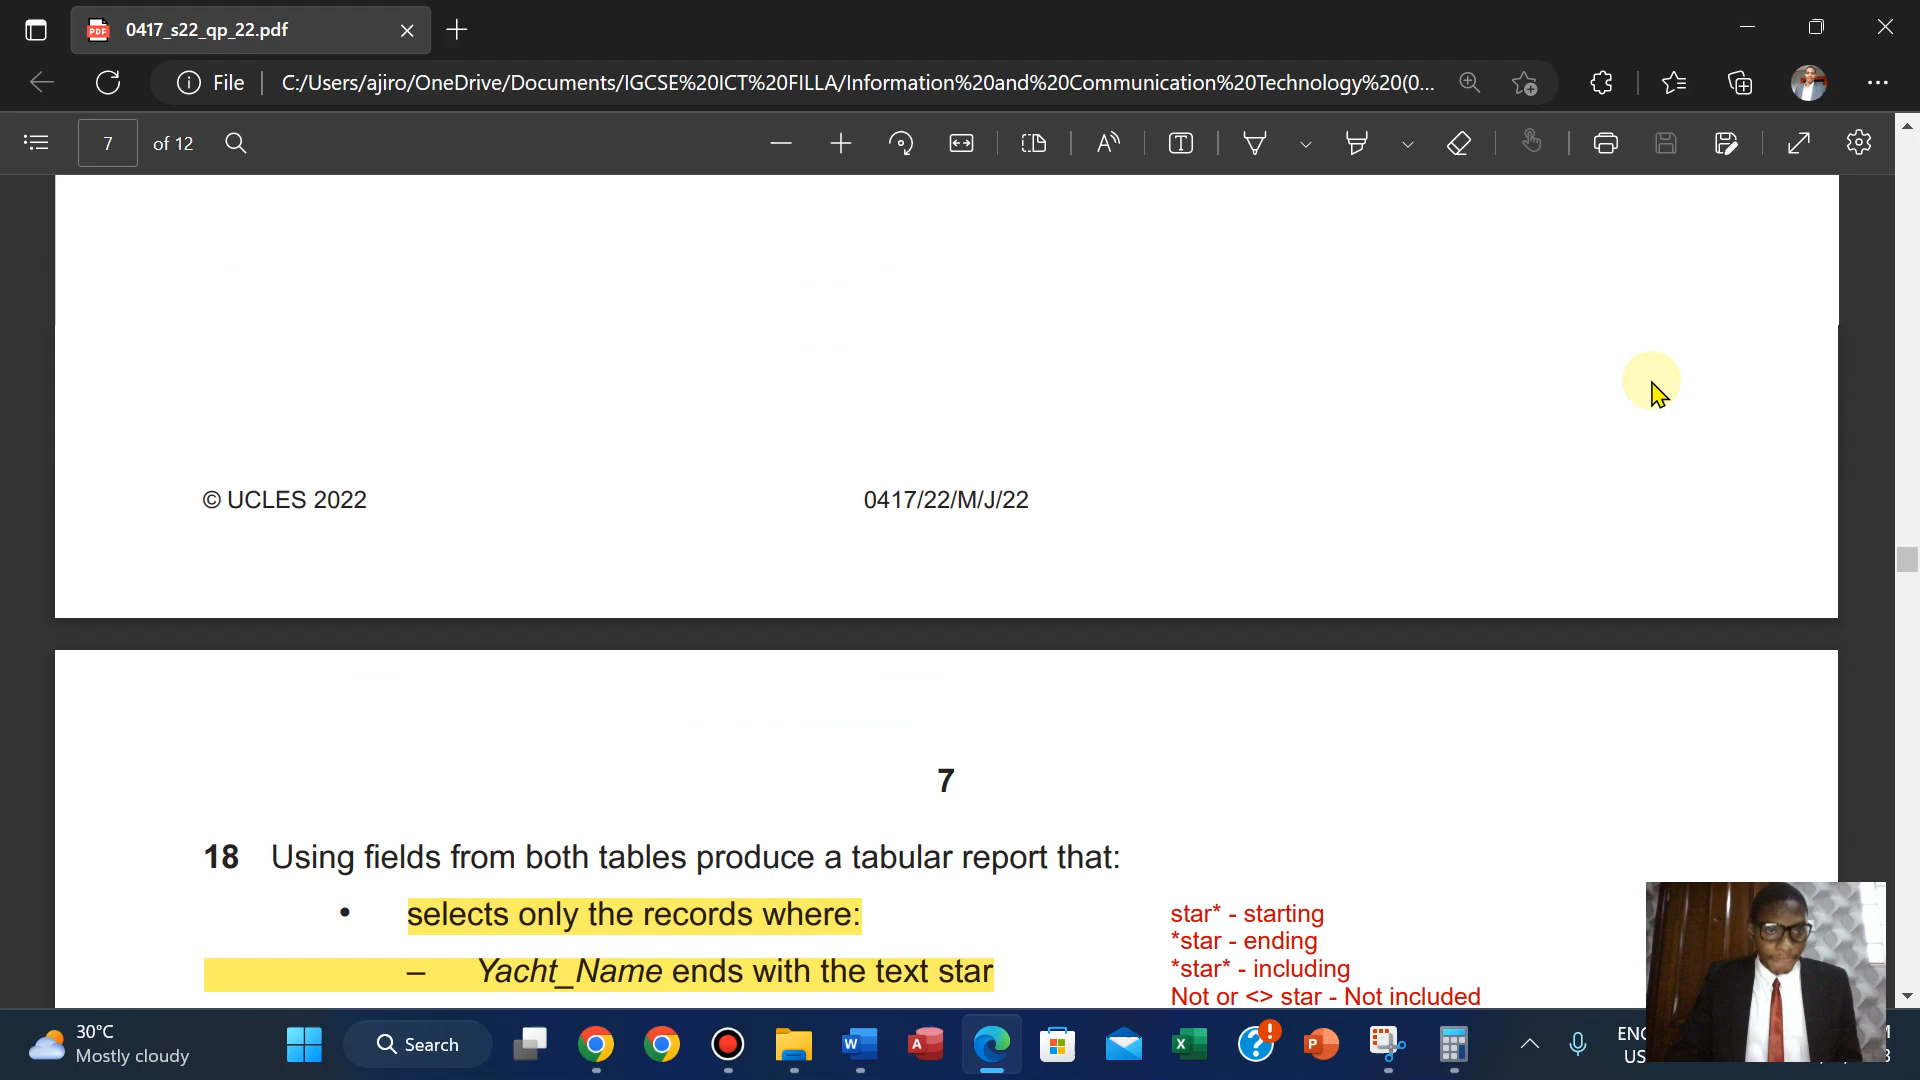 0417_s22_qp_22.pdf
File
C:/Users/ajiro/OneDrive/Documents/IGCSE%20ICT%20FILLA/Information%20and%20Communication%20Technology%20(0...
7 of 12
© UCLES 2022
0417/22/M/J/22
7
18 Using fields from both tables produce a tabular report that:
• selects only the records where:
– Yacht_Name ends with the text star
star* - starting
*star - ending
*star* - including
Not or <> star - Not included
30°C
Mostly cloudy
Search